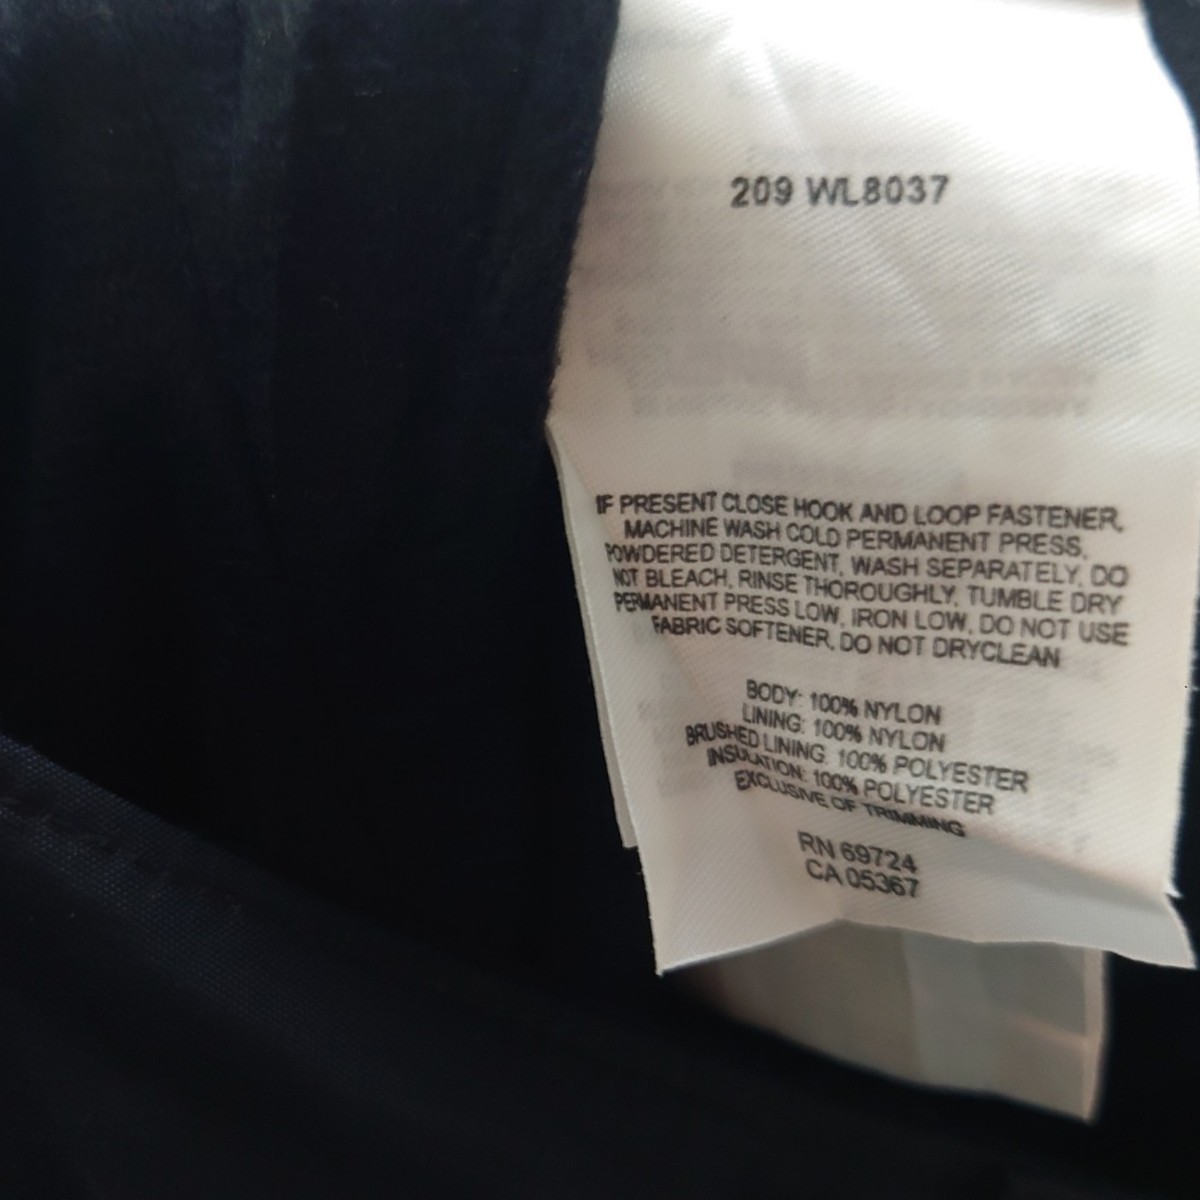 209 WL8037
IF PRESENT CLOSE HOOK AND LOOP FASTENER,
MACHINE WASH COLD PERMANENT PRESS,
POWDERED DETERGENT, WASH SEPARATELY, DO
NOT BLEACH, RINSE THOROUGHLY, TUMBLE DRY
PERMANENT PRESS LOW, IRON LOW, DO NOT USE
FABRIC SOFTENER, DO NOT DRYCLEAN
BODY: 100% NYLON
LINING: 100% NYLON
BRUSHED LINING: 100% POLYESTER
INSULATION: 100% POLYESTER
EXCLUSIVE OF TRIMMING
RN 69724
CA 05367